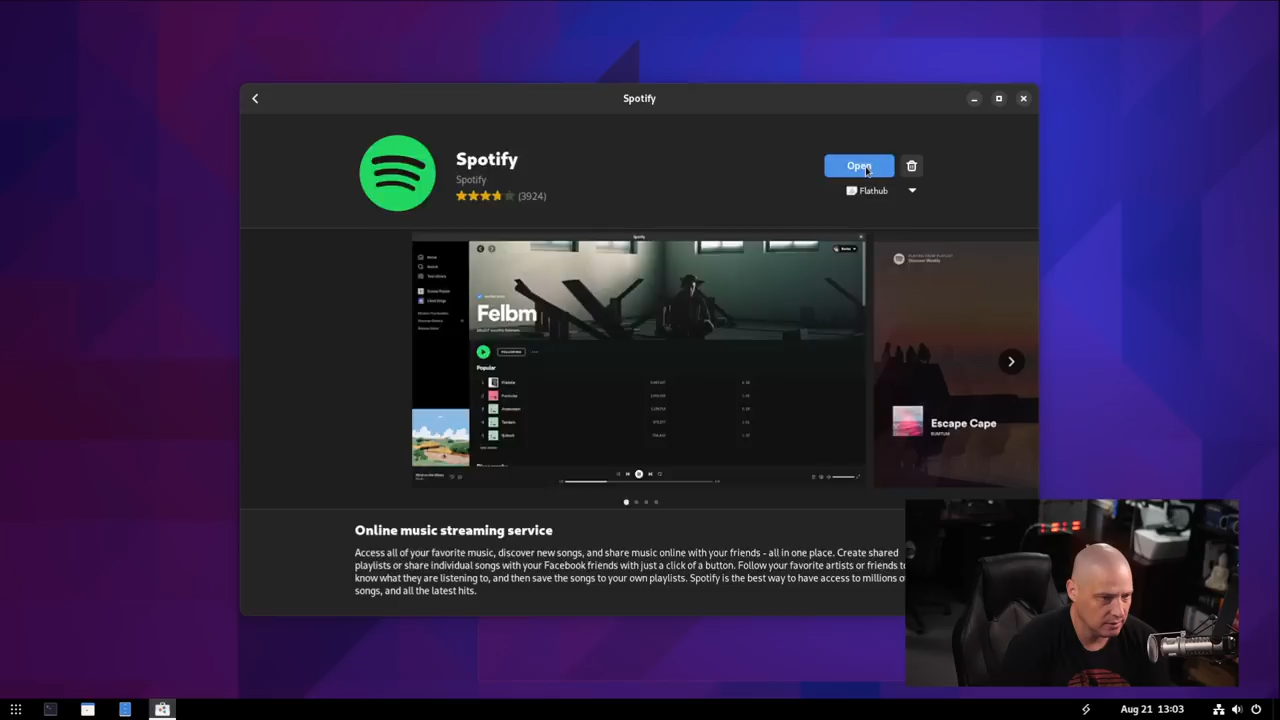 Spotify
Spotify
Spotify
(3924)
Open
Flathub
Felbm
Popular
Escape Cape
Online music streaming service
Access all of your favorite music, discover new songs, and share music online with your friends - all in one place. Create shared
playlists or share individual songs with your Facebook friends with just a click of a button. Follow your favorite artists or friends to
know what they are listening to, and then save the songs to your own playlists. Spotify is the best way to have access to millions
songs, and all the latest hits.
Aug 21 13:03